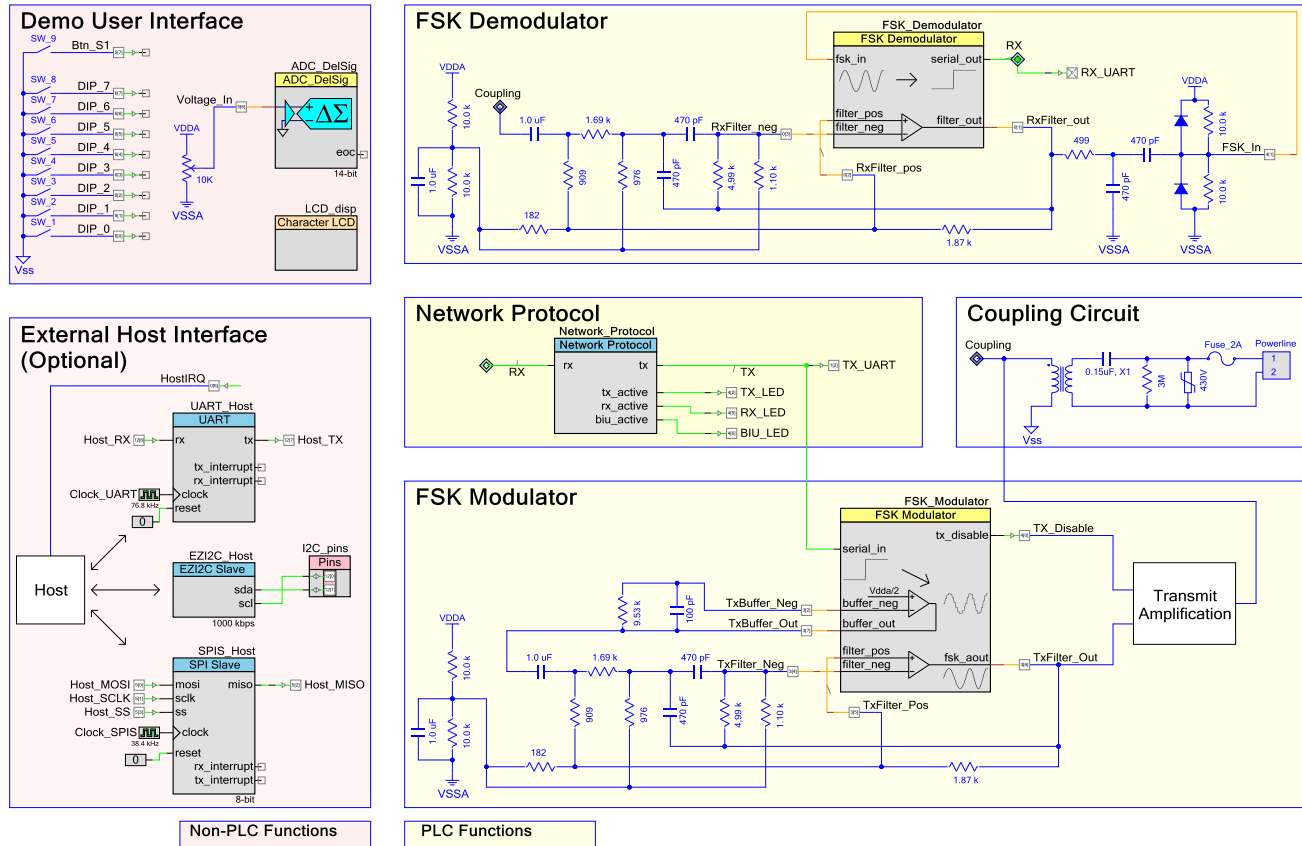 Demo User Interface
SW_9
Btn_S1
SW_8
DIP_7
SW_7
DIP_6
SW_6
DIP_5
SW_5
DIP_4
SW_4
DIP_3
SW_3
DIP_2
SW_2
DIP_1
SW_1
DIP_0
Vss
Voltage_In
VDDA
10K
VSSA
ADC_DelSig
ADC_DelSig
ΔΣ
eoc
14-bit
LCD_disp
Character LCD
FSK Demodulator
VDDA
10.0 k
1.0 uF
10.0 k
VSSA
Coupling
1.0 uF
1.69 k
470 pF
909
976
470 pF
4.99 k
1.10 k
182
1.87 k
RxFilter_neg
RxFilter_pos
FSK_Demodulator
FSK Demodulator
fsk_in
serial_out
filter_pos
filter_neg
filter_out
RX
RX_UART
RxFilter_out
499
470 pF
470 pF
VSSA
VDDA
10.0 k
FSK_In
10.0 k
VSSA
External Host Interface
(Optional)
HostIRQ
UART_Host
UART
Host_RX
rx
tx
Host_TX
tx_interrupt
rx_interrupt
Clock_UART
clock
76.8 kHz
reset
0
Host
EZI2C_Host
EZI2C Slave
sda
scl
1000 kbps
I2C_pins
Pins
SPIS_Host
SPI Slave
Host_MOSI
mosi
miso
Host_MISO
Host_SCLK
sclk
Host_SS
ss
Clock_SPIS
clock
38.4 kHz
reset
0
rx_interrupt
tx_interrupt
8-bit
Network Protocol
Network_Protocol
Network Protocol
RX
rx
tx
TX
TX_UART
tx_active
TX_LED
rx_active
RX_LED
biu_active
BIU_LED
Coupling Circuit
Coupling
Vss
0.15uF, X1
3M
430V
Fuse_2A
Powerline
1
2
FSK Modulator
FSK_Modulator
FSK Modulator
tx_disable
TX_Disable
serial_in
Vdda/2
buffer_neg
buffer_out
filter_pos
filter_neg
fsk_aout
TxFilter_Out
Transmit
Amplification
9.53 k
100 pF
TxBuffer_Neg
TxBuffer_Out
VDDA
10.0 k
1.0 uF
10.0 k
VSSA
1.0 uF
1.69 k
470 pF
TxFilter_Neg
909
976
470 pF
4.99 k
1.10 k
TxFilter_Pos
182
1.87 k
Non-PLC Functions
PLC Functions